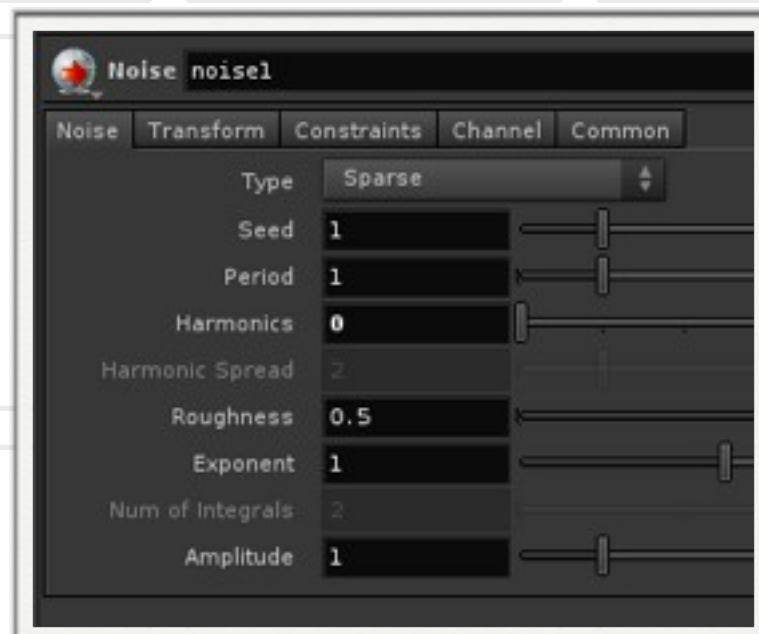 Noise noise1
Noise Transform Constraints Channel Common
Type Sparse
Seed 1
Period 1
Harmonics 0
Harmonic Spread 2
Roughness 0.5
Exponent 1
Num of Integrals 2
Amplitude 1